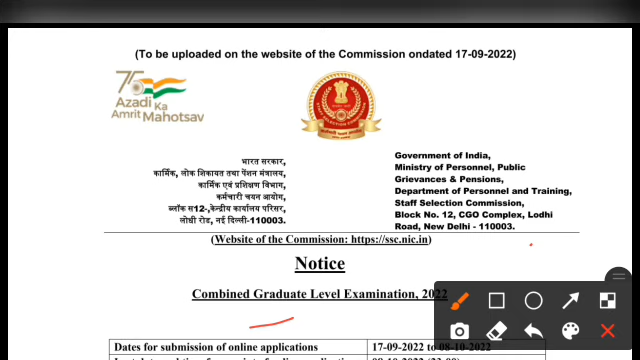 (To be uploaded on the website of the Commission ondated 17-09-2022)
75
Azadi Ka
Amrit Mahotsav
भारत सरकार,
कार्मिक, लोक शिकायत तथा पेंशन मंत्रालय,
कार्मिक एवं प्रशिक्षण विभाग,
कर्मचारी चयन आयोग,
ब्लॉक स12-,केन्द्रीय कार्यालय परिसर,
लोधी रोड, नई दिल्ली-110003.
Government of India,
Ministry of Personnel, Public
Grievances & Pensions,
Department of Personnel and Training,
Staff Selection Commission,
Block No. 12, CGO Complex, Lodhi
Road, New Delhi - 110003.
(Website of the Commission: https://ssc.nic.in)
Notice
Combined Graduate Level Examination, 2022
Dates for submission of online applications 17-09-2022 to 08-10-2022